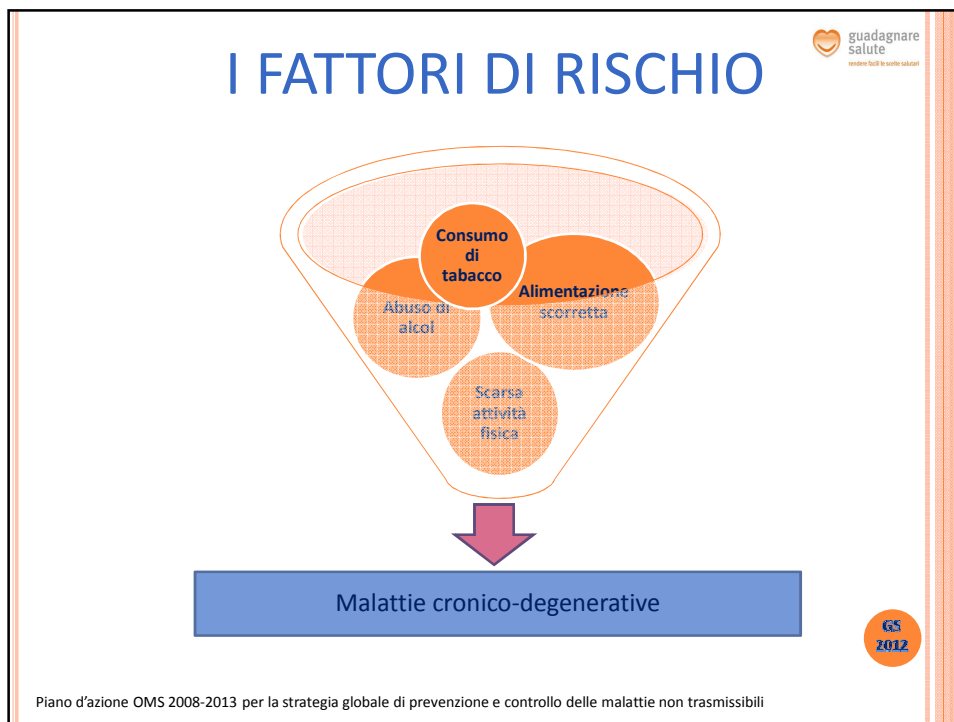 I FATTORI DI RISCHIO
guadagnare
salute
rendere facili le scelte salutari
Consumo
di
tabacco
Abuso di
alcol
Alimentazione
scorretta
Scarsa
attività
fisica
Malattie cronico-degenerative
GS
2012
Piano d'azione OMS 2008-2013 per la strategia globale di prevenzione e controllo delle malattie non trasmissibili